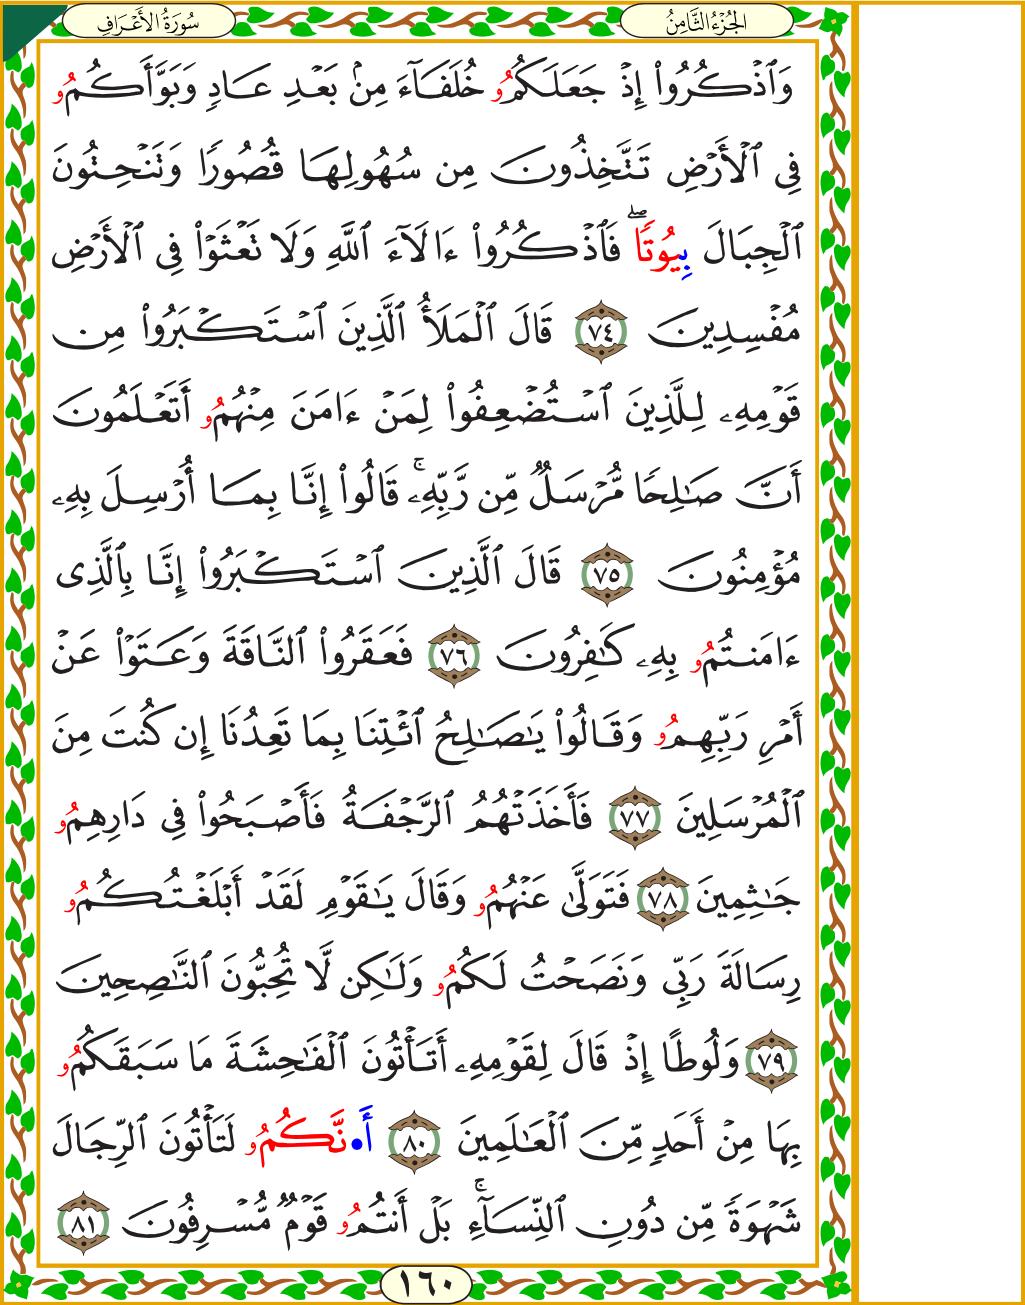 الجُزْءُ الثَّامِنُ
سُورَةُ الأَعْرَافِ
وَٱذۡكُرُوٓاْ إِذۡ جَعَلَكُمُۥ خُلَفَآءَ مِنۢ بَعۡدِ عَادٖ وَبَوَّأَكُمُۥ
فِي ٱلۡأَرۡضِ تَتَّخِذُونَ مِن سُهُولِهَا قُصُورٗا وَتَنۡحِتُونَ
ٱلۡجِبَالَ بِيُوتٗاۖ فَٱذۡكُرُوٓاْ ءَالَآءَ ٱللَّهِ وَلَا تَعۡثَوۡاْ فِي ٱلۡأَرۡضِ
مُفۡسِدِينَ ٧٤ قَالَ ٱلۡمَلَأُ ٱلَّذِينَ ٱسۡتَكۡبَرُواْ مِن
قَوۡمِهِۦ لِلَّذِينَ ٱسۡتُضۡعِفُواْ لِمَنۡ ءَامَنَ مِنۡهُمُۥ أَتَعۡلَمُونَ
أَنَّ صَٰلِحٗا مُّرۡسَلٞ مِّن رَّبِّهِۦۚ قَالُوٓاْ إِنَّا بِمَآ أُرۡسِلَ بِهِۦ
مُؤۡمِنُونَ ٧٥ قَالَ ٱلَّذِينَ ٱسۡتَكۡبَرُوٓاْ إِنَّا بِٱلَّذِيٓ
ءَامَنتُمُۥ بِهِۦ كَٰفِرُونَ ٧٦ فَعَقَرُواْ ٱلنَّاقَةَ وَعَتَوۡاْ عَنۡ
أَمۡرِ رَبِّهِمُۥ وَقَالُواْ يَٰصَٰلِحُ ٱئۡتِنَا بِمَا تَعِدُنَآ إِن كُنتَ مِنَ
ٱلۡمُرۡسَلِينَ ٧٧ فَأَخَذَتۡهُمُ ٱلرَّجۡفَةُ فَأَصۡبَحُواْ فِي دَارِهِمُۥ
جَٰثِمِينَ ٧٨ فَتَوَلَّىٰ عَنۡهُمُۥ وَقَالَ يَٰقَوۡمِ لَقَدۡ أَبۡلَغۡتُكُمُۥ
رِسَالَةَ رَبِّي وَنَصَحۡتُ لَكُمُۥ وَلَٰكِن لَّا تُحِبُّونَ ٱلنَّٰصِحِينَ
٧٩ وَلُوطًا إِذۡ قَالَ لِقَوۡمِهِۦٓ أَتَأۡتُونَ ٱلۡفَٰحِشَةَ مَا سَبَقَكُمُۥ
بِهَا مِنۡ أَحَدٖ مِّنَ ٱلۡعَٰلَمِينَ ٨٠ أَ۬نَّكُمُۥ لَتَأۡتُونَ ٱلرِّجَالَ
شَهۡوَةٗ مِّن دُونِ ٱلنِّسَآءِۚ بَلۡ أَنتُمُۥ قَوۡمٞ مُّسۡرِفُونَ ٨١
١٦٠